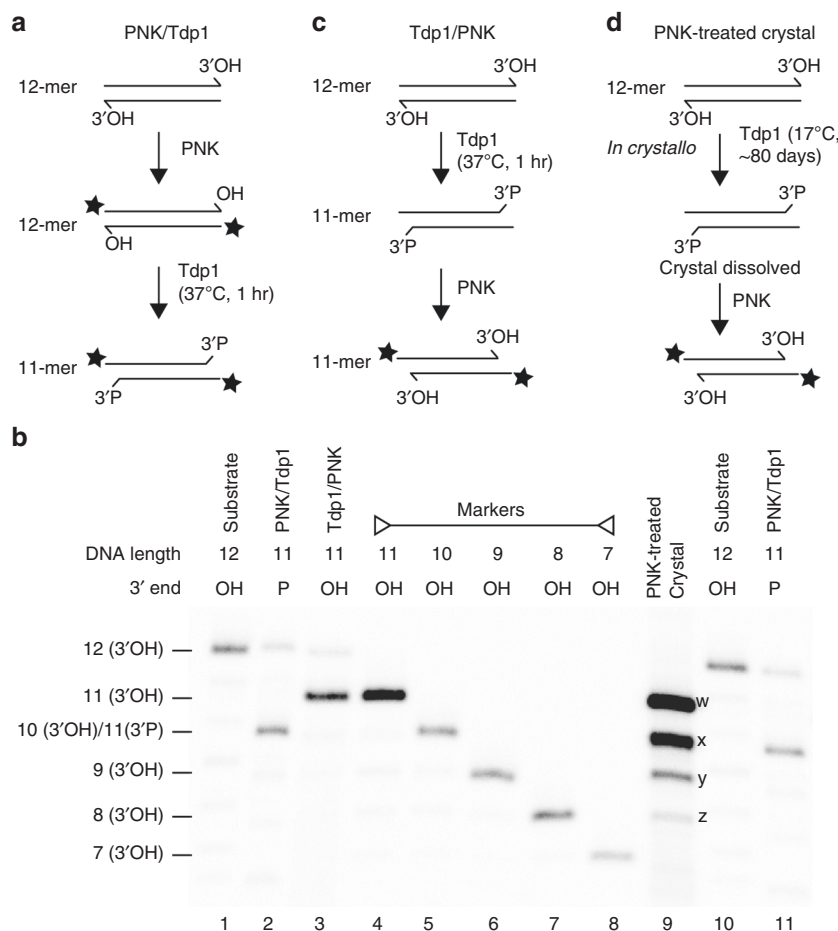 a
PNK/Tdp1
12-mer
3′OH
3′OH
PNK
12-mer
OH
OH
Tdp1
(37°C, 1 hr)
11-mer
3′P
3′P
c
Tdp1/PNK
12-mer
3′OH
3′OH
Tdp1
(37°C, 1 hr)
11-mer
3′P
3′P
PNK
11-mer
3′OH
3′OH
d
PNK-treated crystal
12-mer
3′OH
3′OH
In crystallo
Tdp1 (17°C,
~80 days)
3′P
3′P
Crystal dissolved
PNK
3′OH
3′OH
b
Substrate
PNK/Tdp1
Tdp1/PNK
Markers
PNK-treated
Crystal
Substrate
PNK/Tdp1
DNA length 12 11 11 11 10 9 8 7 12 11
3′ end OH P OH OH OH OH OH OH OH P
12 (3′OH)
11 (3′OH)
10 (3′OH)/11(3′P)
9 (3′OH)
8 (3′OH)
7 (3′OH)
w
x
y
z
1 2 3 4 5 6 7 8 9 10 11